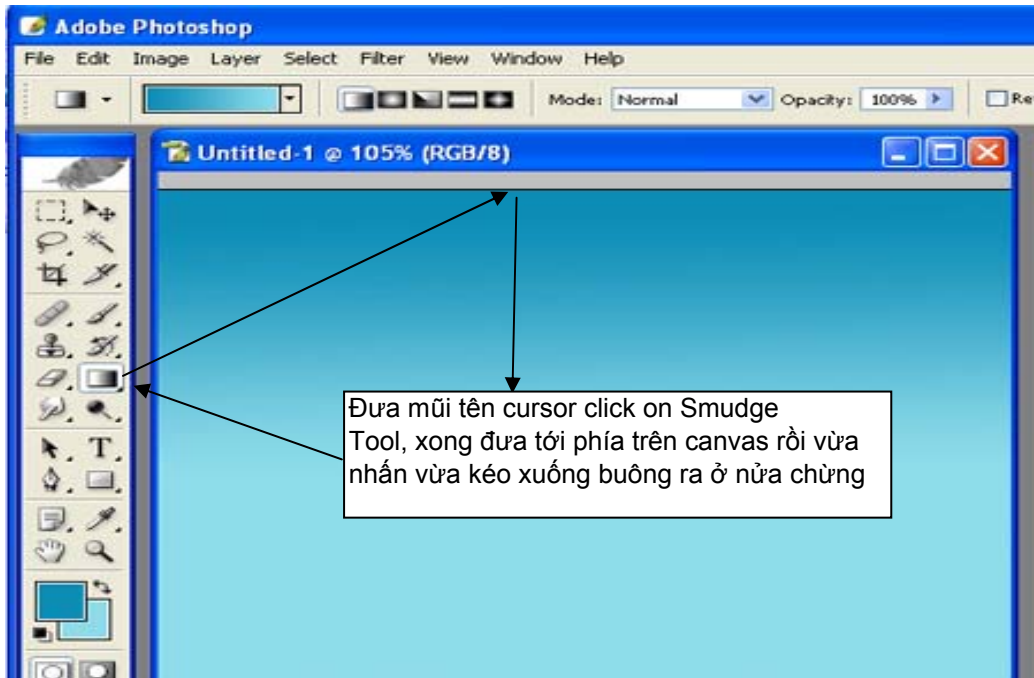 Adobe Photoshop
File Edit Image Layer Select Filter View Window Help
Mode: Normal Opacity: 100% Re
Untitled-1 @ 105% (RGB/8)
T
Đưa mũi tên cursor click on Smudge
Tool, xong đưa tới phía trên canvas rồi vừa
nhấn vừa kéo xuống buông ra ở nửa chừng